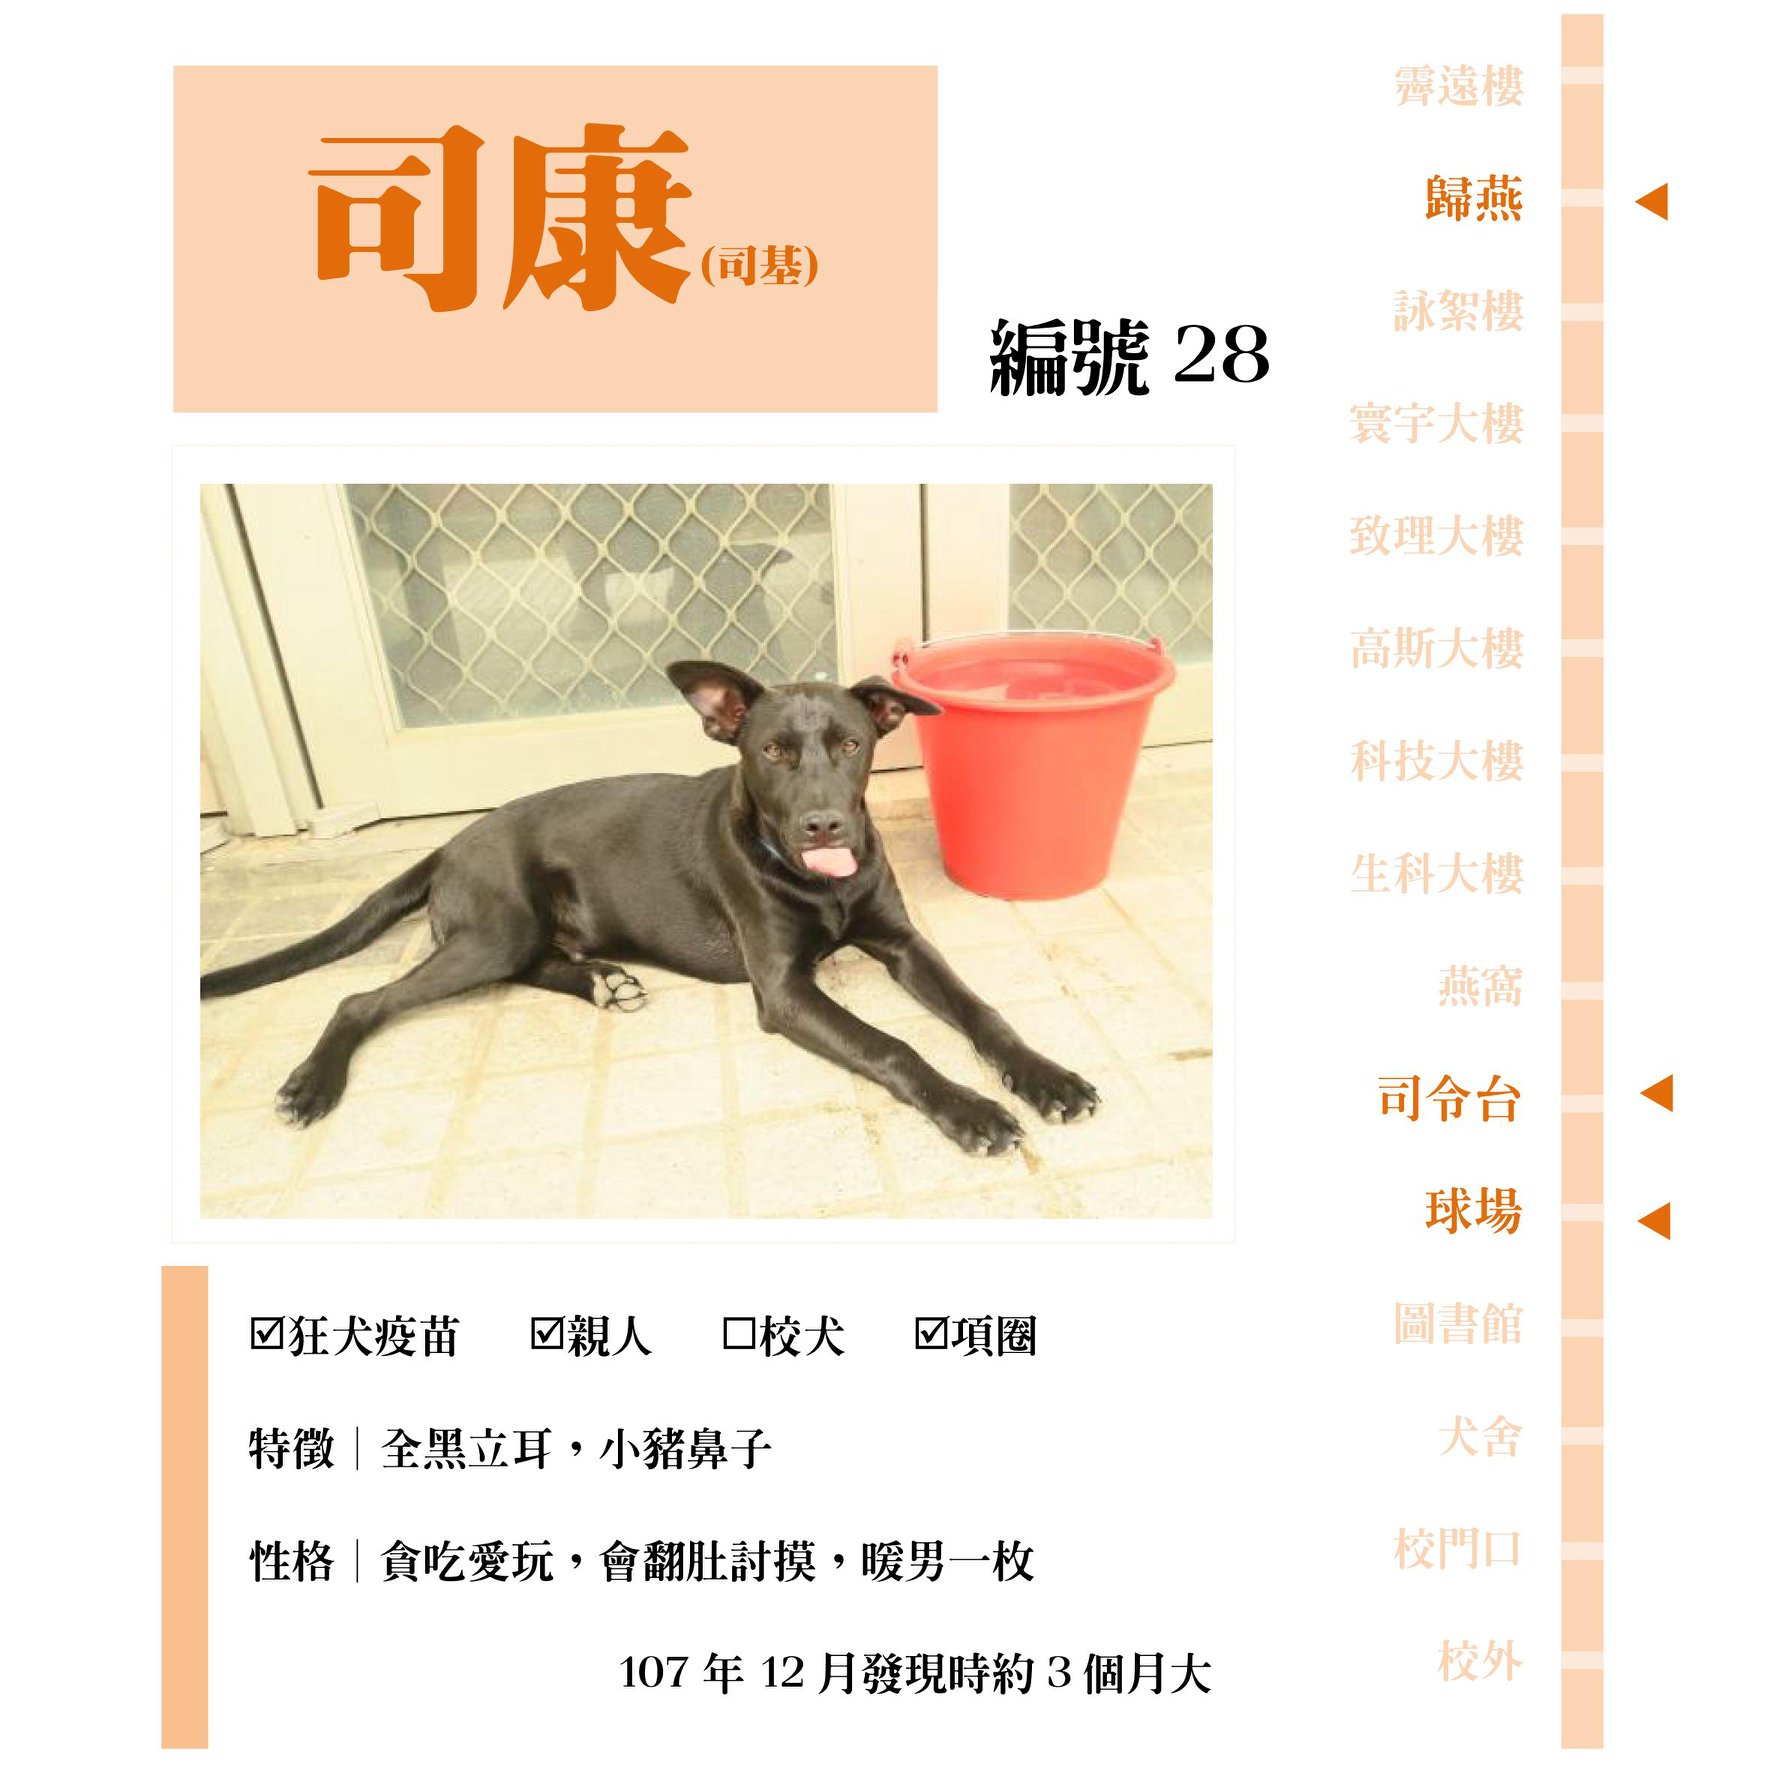 司康(司基)
編號 28
☑狂犬疫苗 ☑親人 ☐校犬 ☑項圈
特徵｜全黑立耳，小豬鼻子
性格｜貪吃愛玩，會翻肚討摸，暖男一枚
107 年 12 月發現時約 3 個月大
霽遠樓
歸燕
詠絮樓
寰宇大樓
致理大樓
高斯大樓
科技大樓
生科大樓
燕窩
司令台
球場
圖書館
犬舍
校門口
校外